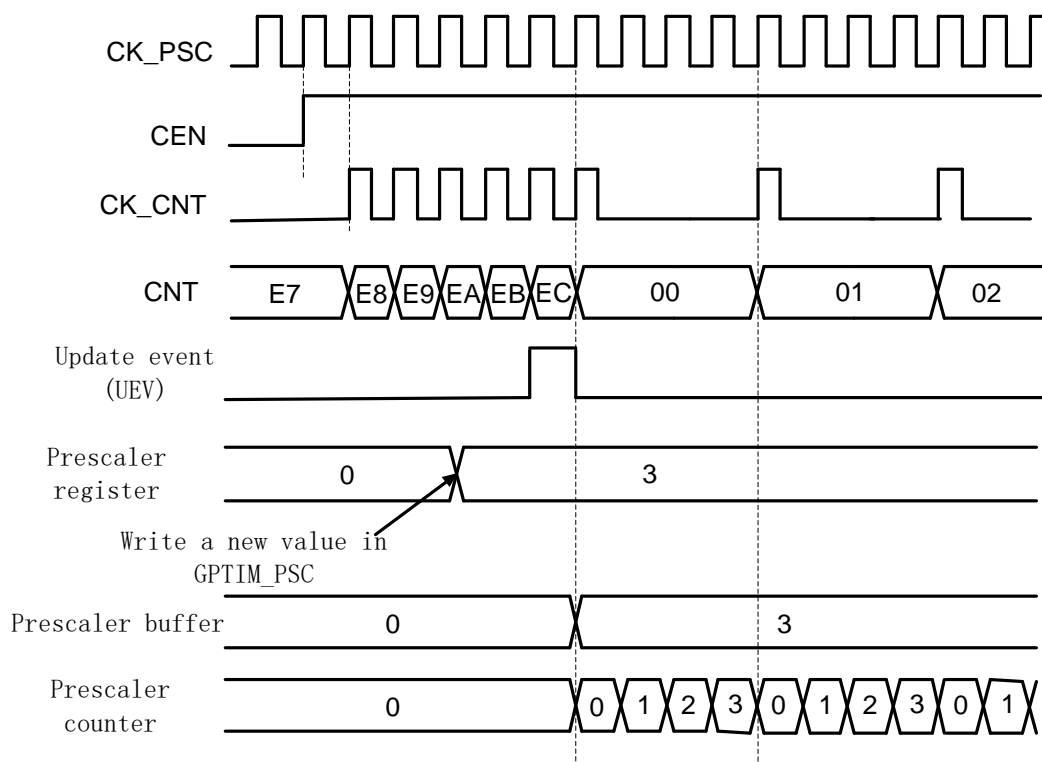 CK_PSC
CEN
CK_CNT
CNT
E7 E8 E9 EA EB EC 00 01 02
Update event
(UEV)
Prescaler
register
0 3
Write a new value in
GPTIM_PSC
Prescaler buffer
0 3
Prescaler
counter
0 0 1 2 3 0 1 2 3 0 1